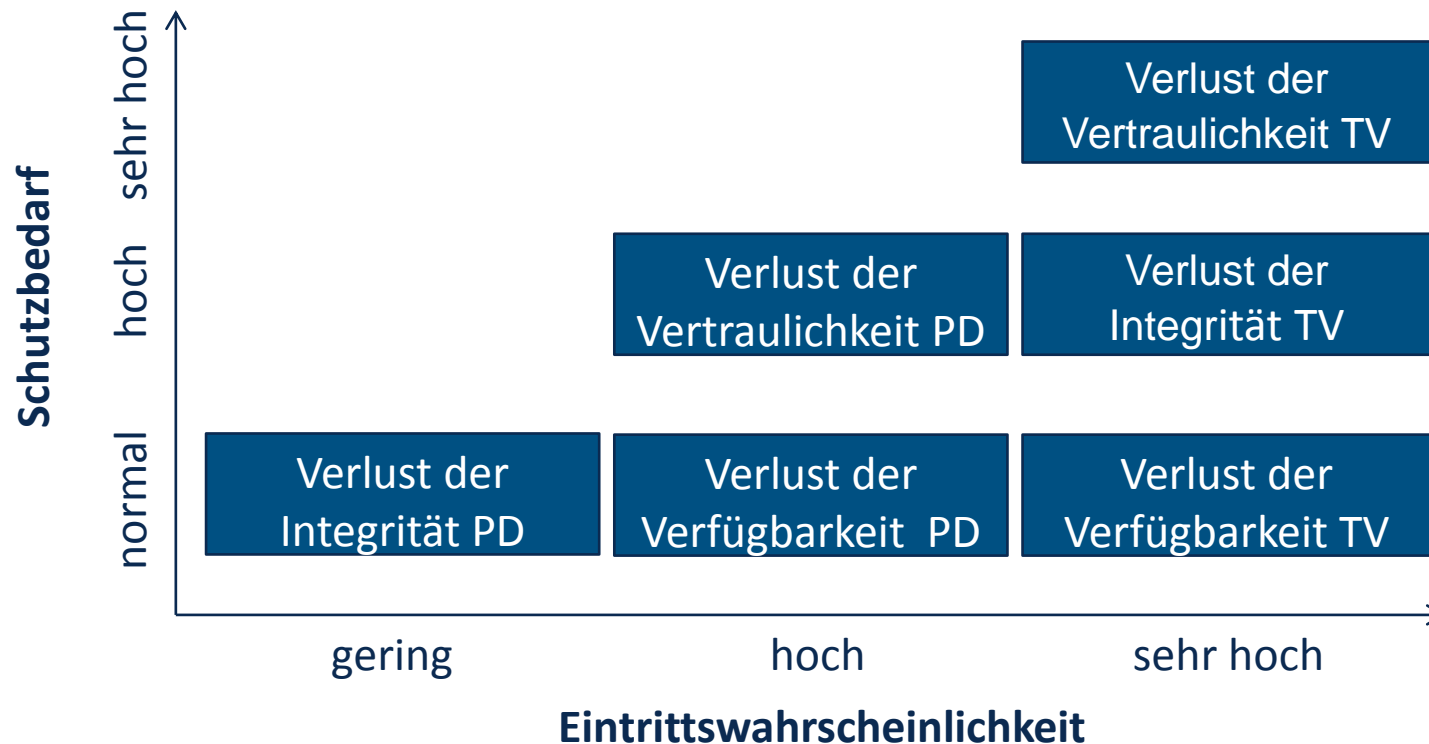 Schutzbedarf
sehr hoch
hoch
normal
Verlust der
Vertraulichkeit TV
Verlust der
Vertraulichkeit PD
Verlust der
Integrität TV
Verlust der
Integrität PD
Verlust der
Verfügbarkeit PD
Verlust der
Verfügbarkeit TV
gering
hoch
sehr hoch
Eintrittswahrscheinlichkeit